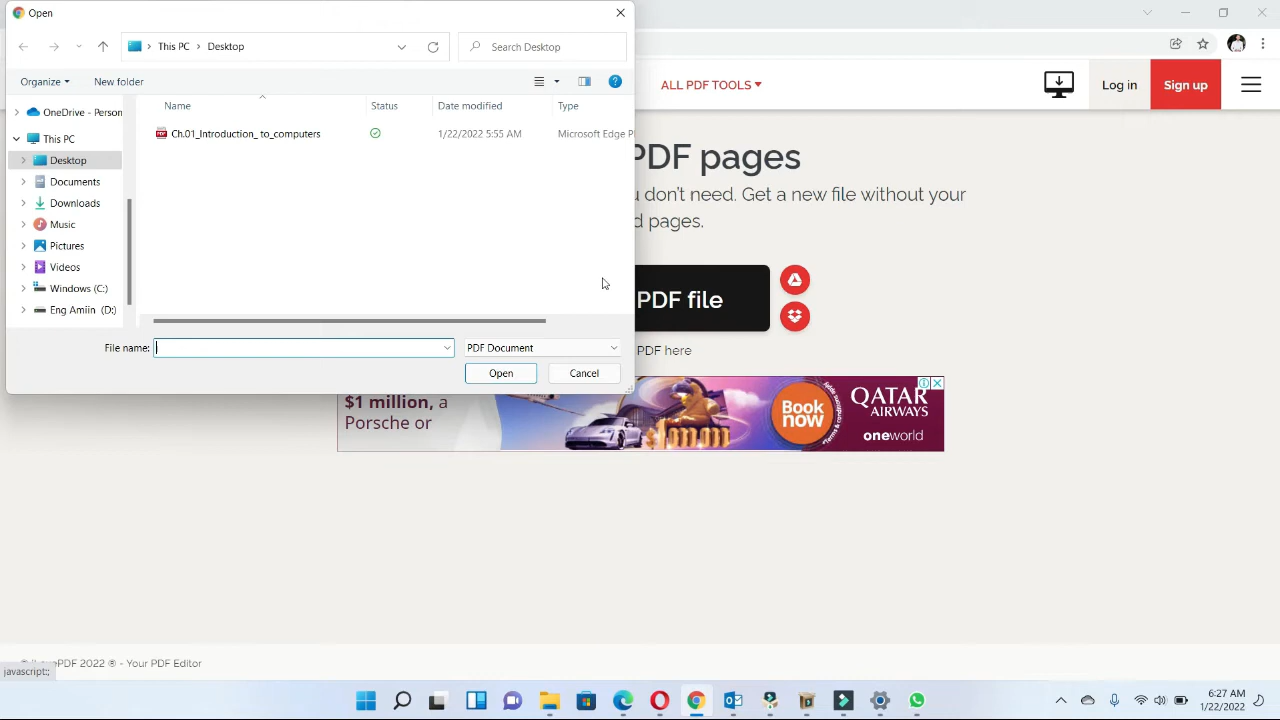 Open
This PC
Desktop
Search Desktop
Organize
New folder
Name
Status
Date modified
Type
OneDrive - Person
Ch.01_Introduction_ to_computers
1/22/2022 5:55 AM
Microsoft Edge P
This PC
Desktop
Documents
Downloads
Music
Pictures
Videos
Windows (C:)
Eng Amiin (D:)
File name:
PDF Document
Open
Cancel
ALL PDF TOOLS
Log in
Sign up
PDF pages
u don't need. Get a new file without your
d pages.
PDF file
PDF here
$1 million, a
Porsche or
Book
now
QATAR
AIRWAYS
oneworld
PDF 2022 ® - Your PDF Editor
javascript:;
6:27 AM
1/22/2022